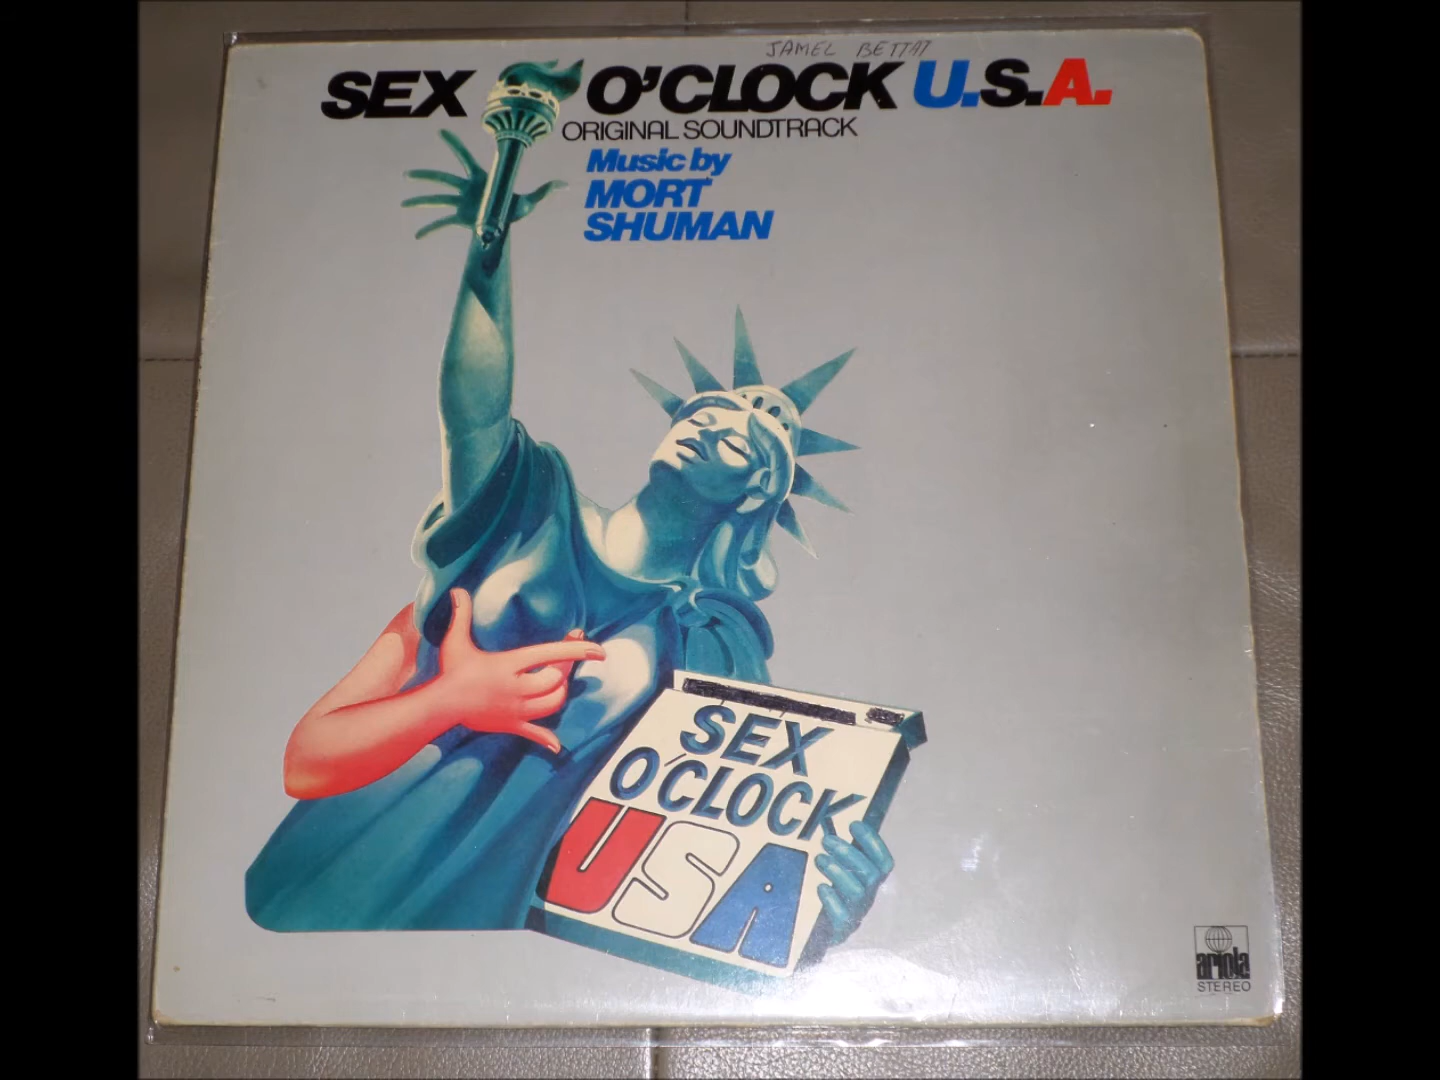 JAMEL BETTAT
SEX O'CLOCK U.S.A.
ORIGINAL SOUNDTRACK
Music by
MORT
SHUMAN
SEX
O'CLOCK
USA
ariola
STEREO